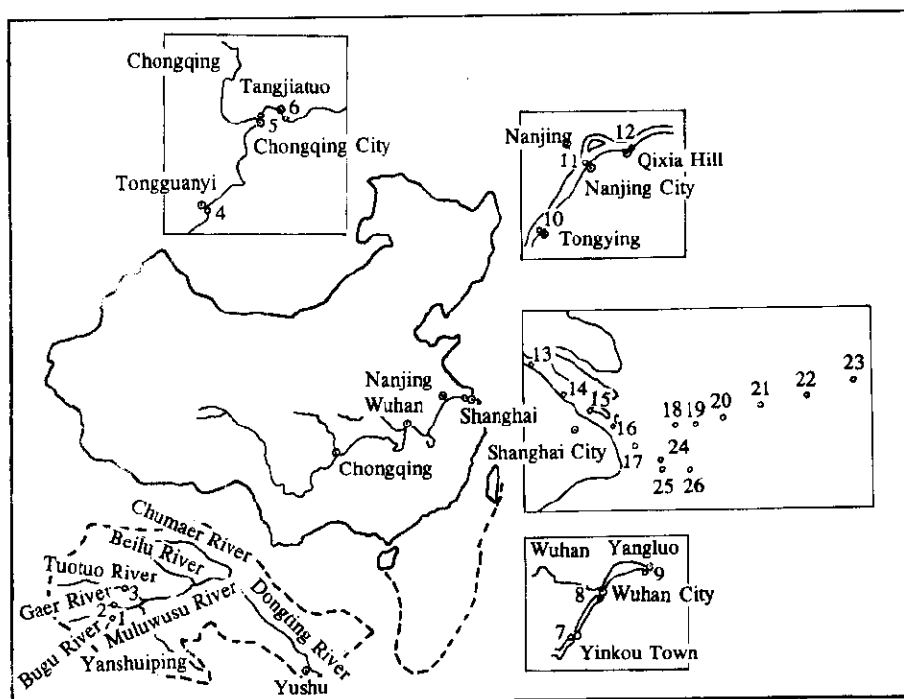 Chongqing
Tangjiatuo
6
5
Chongqing City
Tongguanyi
4
Nanjing
12
11
Qixia Hill
Nanjing City
10
Tongying
Nanjing
Wuhan
Shanghai
Chongqing
13
14
15
16
Shanghai City
17
18 19 20 21 22 23
24
25 26
Chumaer River
Beilu River
Tuotuo River
3
Gaer River
2
1
Bugu River
Muluwusu River
Dongqing River
Yanshuiping
Yushu
Wuhan Yangluo
9
8
Wuhan City
7
Yinkou Town